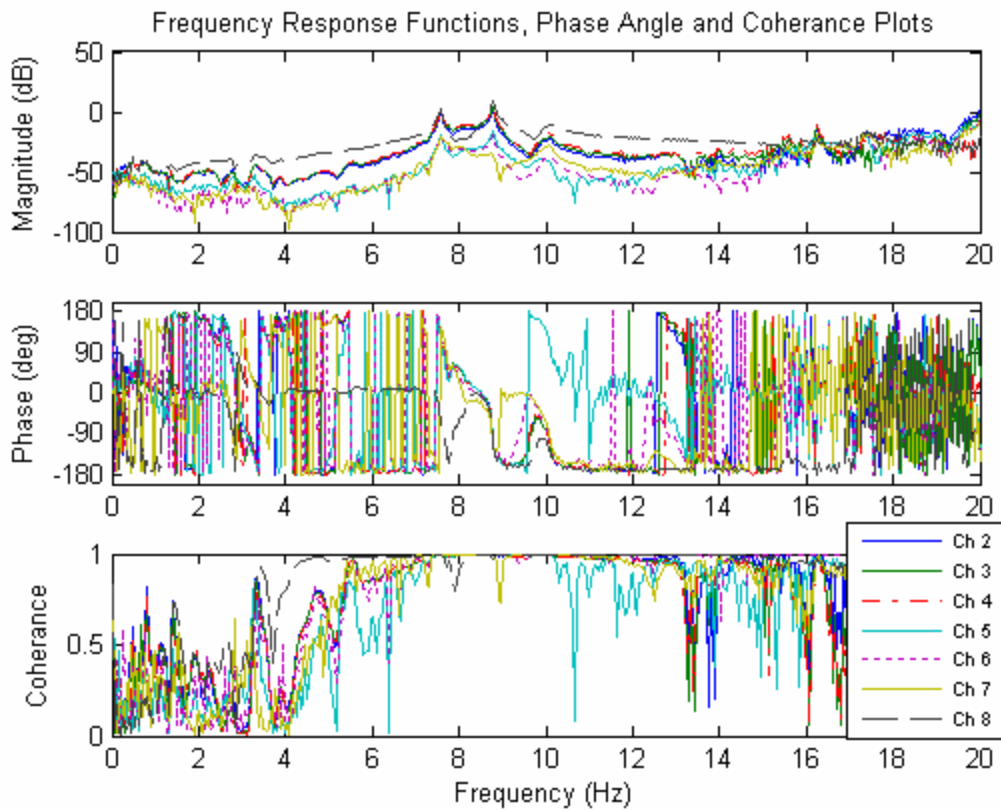 Frequency Response Functions, Phase Angle and Coherance Plots
Magnitude (dB)
50
0
-50
-100
0 2 4 6 8 10 12 14 16 18 20
Phase (deg)
180
90
0
-90
-180
0 2 4 6 8 10 12 14 16 18 20
Coherance
1
0.5
0
0 2 4 6 8 10 12 14 16 18 20
Frequency (Hz)
Ch 2
Ch 3
Ch 4
Ch 5
Ch 6
Ch 7
Ch 8